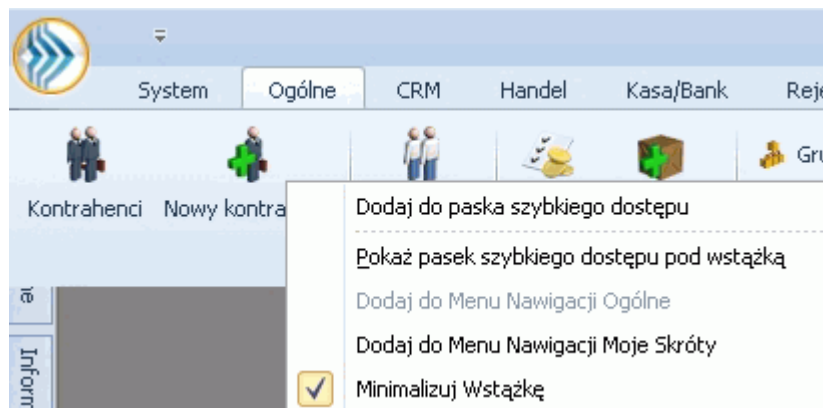 System Ogólne CRM Handel Kasa/Bank
Kontrahenci Nowy
Dodaj do paska szybkiego dostępu
Pokaż pasek szybkiego dostępu pod wstążką
Dodaj do Menu Nawigacji Ogólne
Dodaj do Menu Nawigacji Moje Skróty
Minimalizuj Wstążkę